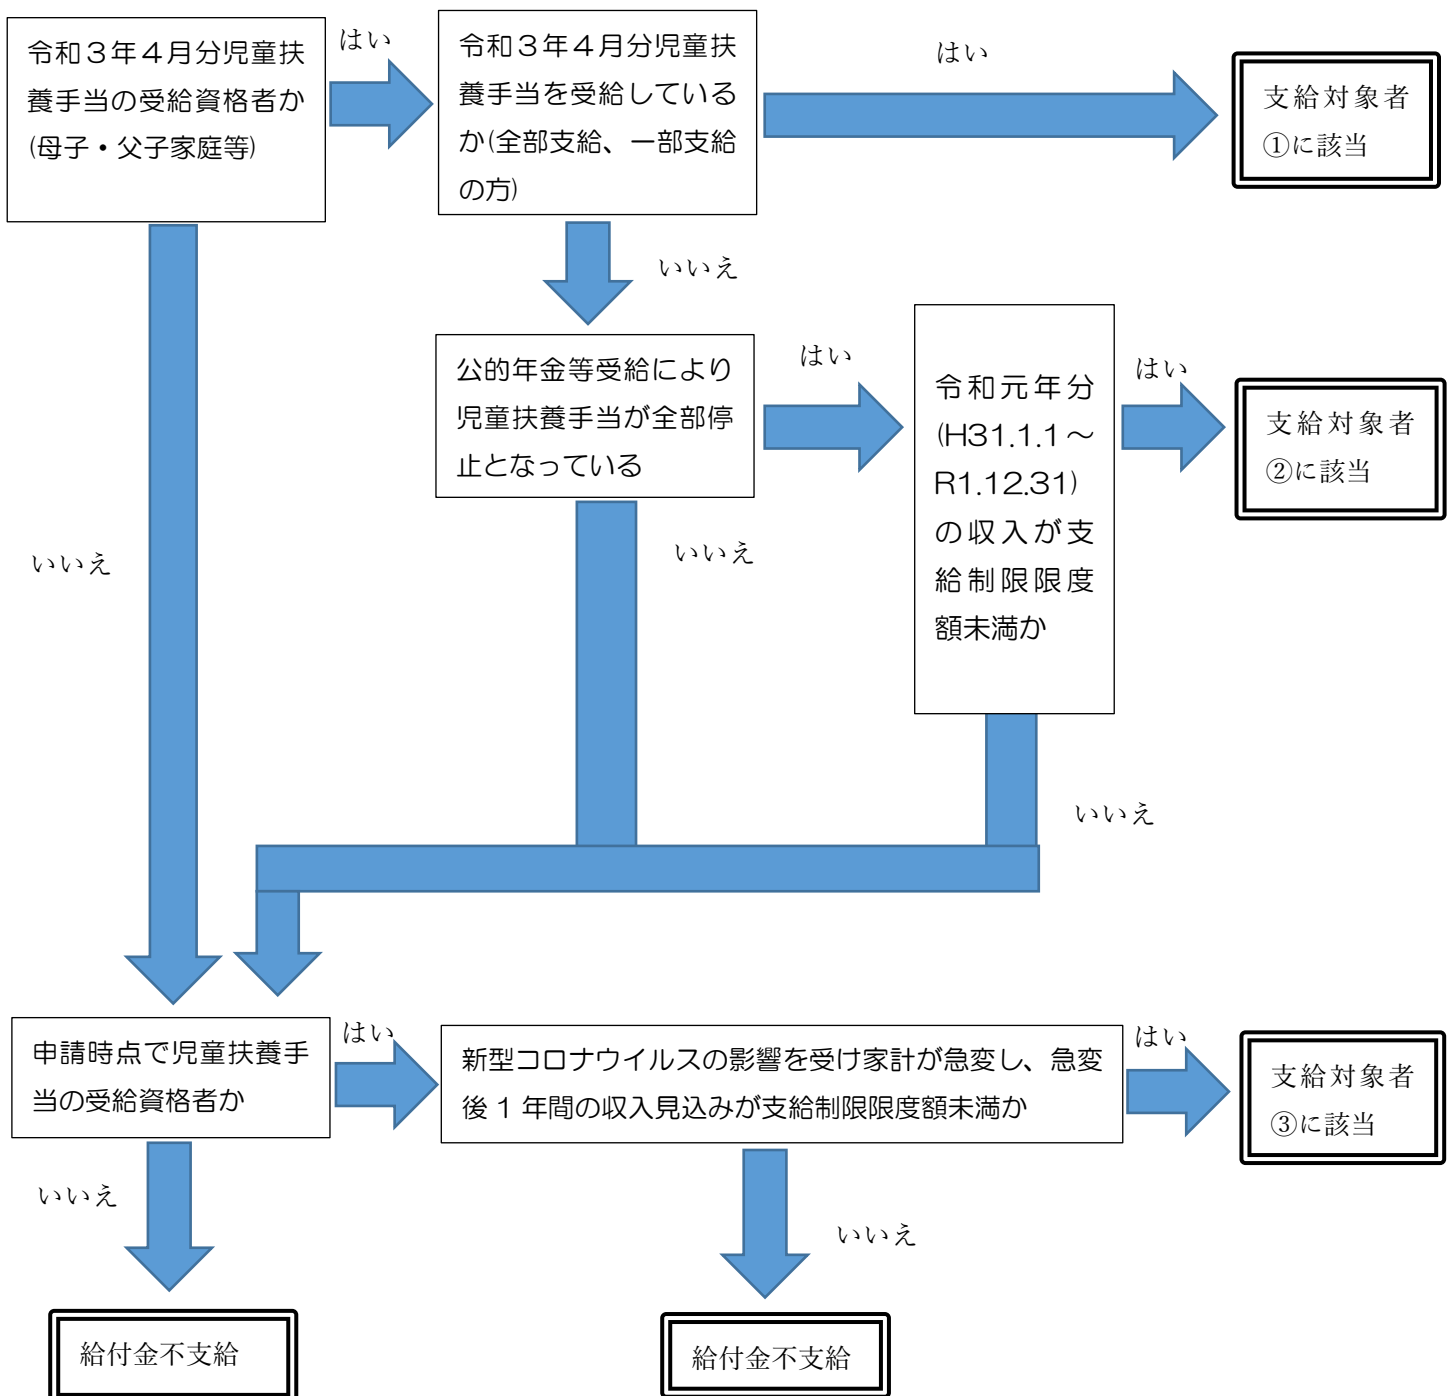 令和３年４月分児童扶
養手当の受給資格者か
(母子・父子家庭等)
はい
令和３年４月分児童扶
養手当を受給している
か(全部支給、一部支給
の方)
はい
支給対象者
①に該当
いいえ
公的年金等受給により
児童扶養手当が全部停
止となっている
はい
令和元年分
(H31.1.1～
R1.12.31)
の収入が支
給制限限度
額未満か
はい
支給対象者
②に該当
いいえ
いいえ
いいえ
申請時点で児童扶養手
当の受給資格者か
はい
新型コロナウイルスの影響を受け家計が急変し、急変
後 1 年間の収入見込みが支給制限限度額未満か
はい
支給対象者
③に該当
いいえ
いいえ
給付金不支給
給付金不支給